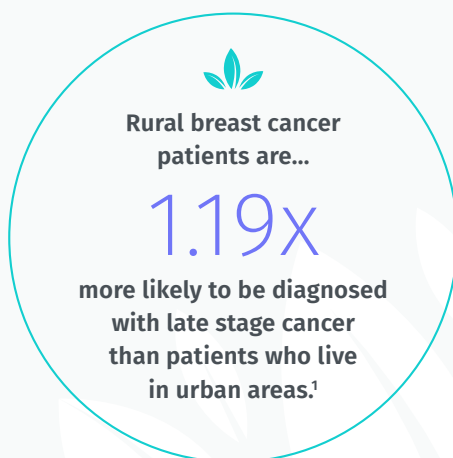 Rural breast cancer
patients are...
1.19x
more likely to be diagnosed
with late stage cancer
than patients who live
in urban areas.¹